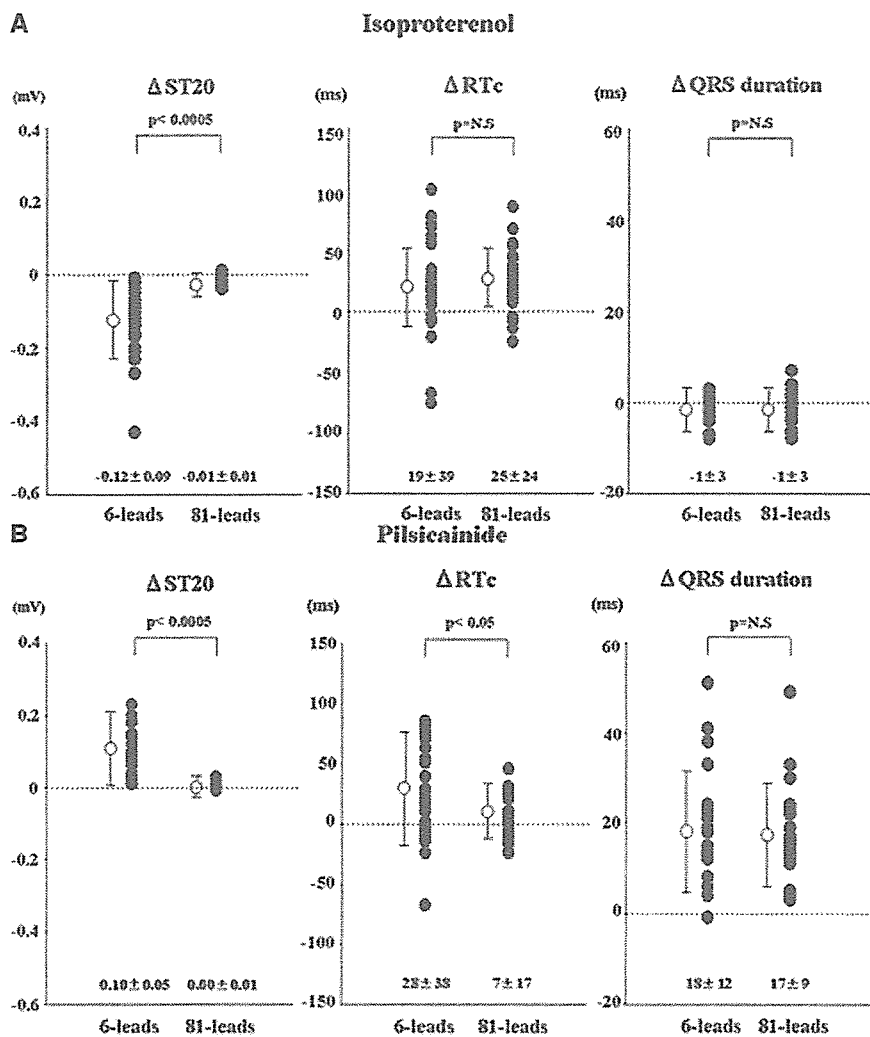 A
Isoproterenol
ΔST20
ΔRTc
ΔQRS duration
(mV)
(ms)
(ms)
p< 0.0005
p=N.S
p=N.S
0.4
0.2
0
-0.2
-0.4
-0.6
150
100
50
0
-50
-100
-150
60
40
20
0
-20
-0.12±0.09
-0.01±0.01
19±39
25±24
-1±3
-1±3
6-leads
81-leads
6-leads
81-leads
6-leads
81-leads
B
Pilsicainide
ΔST20
ΔRTc
ΔQRS duration
(mV)
(ms)
(ms)
p< 0.0005
p< 0.05
p=N.S
0.4
0.2
0
-0.2
-0.4
-0.6
150
100
50
0
-50
-100
-150
60
40
20
0
-20
0.10±0.05
0.00±0.01
28±38
7±17
18±12
17±9
6-leads
81-leads
6-leads
81-leads
6-leads
81-leads